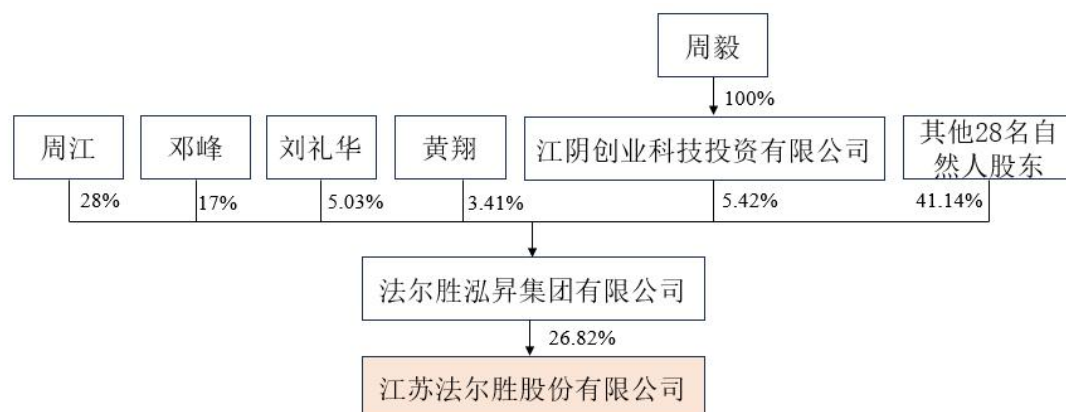 周毅
100%
周江
邓峰
刘礼华
黄翔
江阴创业科技投资有限公司
其他28名自
然人股东
28%
17%
5.03%
3.41%
5.42%
41.14%
法尔胜泓昇集团有限公司
26.82%
江苏法尔胜股份有限公司